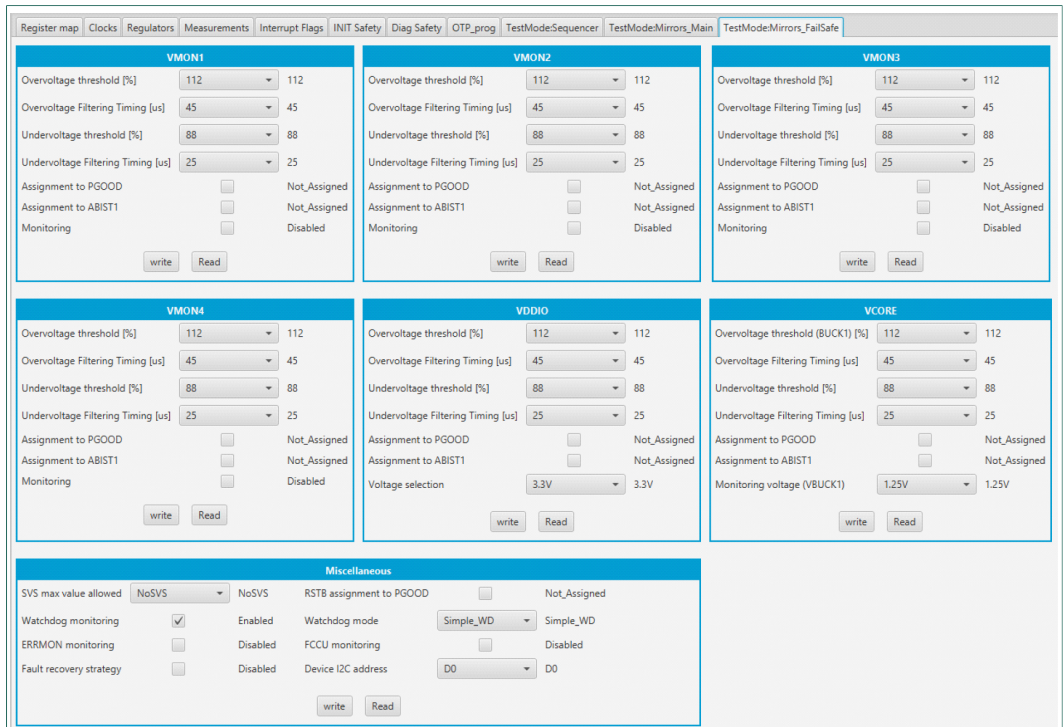 Register map Clocks Regulators Measurements Interrupt Flags INIT Safety Diag Safety OTP_prog TestMode:Sequencer TestMode:Mirrors_Main TestMode:Mirrors_FailSafe
VMON1
Overvoltage threshold [%] 112 112
Overvoltage Filtering Timing [us] 45 45
Undervoltage threshold [%] 88 88
Undervoltage Filtering Timing [us] 25 25
Assignment to PGOOD Not_Assigned
Assignment to ABIST1 Not_Assigned
Monitoring Disabled
write Read
VMON2
Overvoltage threshold [%] 112 112
Overvoltage Filtering Timing [us] 45 45
Undervoltage threshold [%] 88 88
Undervoltage Filtering Timing [us] 25 25
Assignment to PGOOD Not_Assigned
Assignment to ABIST1 Not_Assigned
Monitoring Disabled
write Read
VMON3
Overvoltage threshold [%] 112 112
Overvoltage Filtering Timing [us] 45 45
Undervoltage threshold [%] 88 88
Undervoltage Filtering Timing [us] 25 25
Assignment to PGOOD Not_Assigned
Assignment to ABIST1 Not_Assigned
Monitoring Disabled
write Read
VMON4
Overvoltage threshold [%] 112 112
Overvoltage Filtering Timing [us] 45 45
Undervoltage threshold [%] 88 88
Undervoltage Filtering Timing [us] 25 25
Assignment to PGOOD Not_Assigned
Assignment to ABIST1 Not_Assigned
Monitoring Disabled
write Read
VDDIO
Overvoltage threshold [%] 112 112
Overvoltage Filtering Timing [us] 45 45
Undervoltage threshold [%] 88 88
Undervoltage Filtering Timing [us] 25 25
Assignment to PGOOD Not_Assigned
Assignment to ABIST1 Not_Assigned
Voltage selection 3.3V 3.3V
write Read
VCORE
Overvoltage threshold (BUCK1) [%] 112 112
Overvoltage Filtering Timing [us] 45 45
Undervoltage threshold [%] 88 88
Undervoltage Filtering Timing [us] 25 25
Assignment to PGOOD Not_Assigned
Assignment to ABIST1 Not_Assigned
Monitoring voltage (VBUCK1) 1.25V 1.25V
write Read
Miscellaneous
SVS max value allowed NoSVS NoSVS RSTB assignment to PGOOD Not_Assigned
Watchdog monitoring Enabled Watchdog mode Simple_WD Simple_WD
ERRMON monitoring Disabled FCCU monitoring Disabled
Fault recovery strategy Disabled Device I2C address D0 D0
write Read